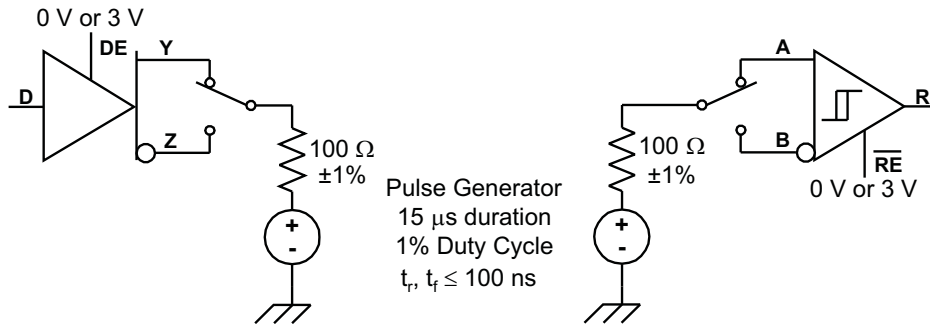 0 V or 3 V
DE
Y
D
Z
100 Ω
±1%
Pulse Generator
15 μs duration
1% Duty Cycle
tr, tf ≤ 100 ns
+
-
A
B
R
RE
0 V or 3 V
100 Ω
±1%
+
-